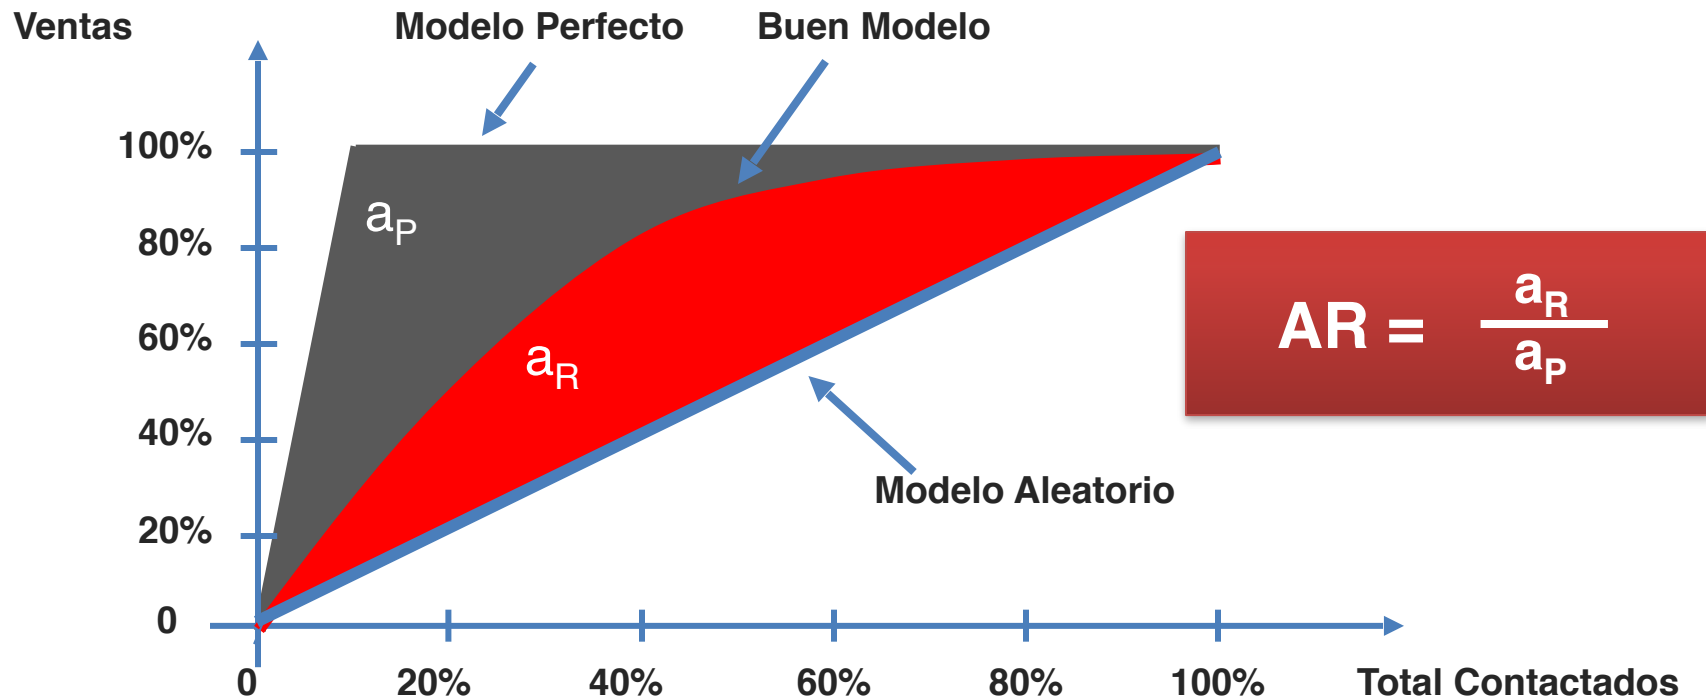 Ventas
Modelo Perfecto
Buen Modelo
100%
80%
60%
40%
20%
0
aP
aR
AR = aR
aP
Modelo Aleatorio
0
20%
40%
60%
80%
100%
Total Contactados